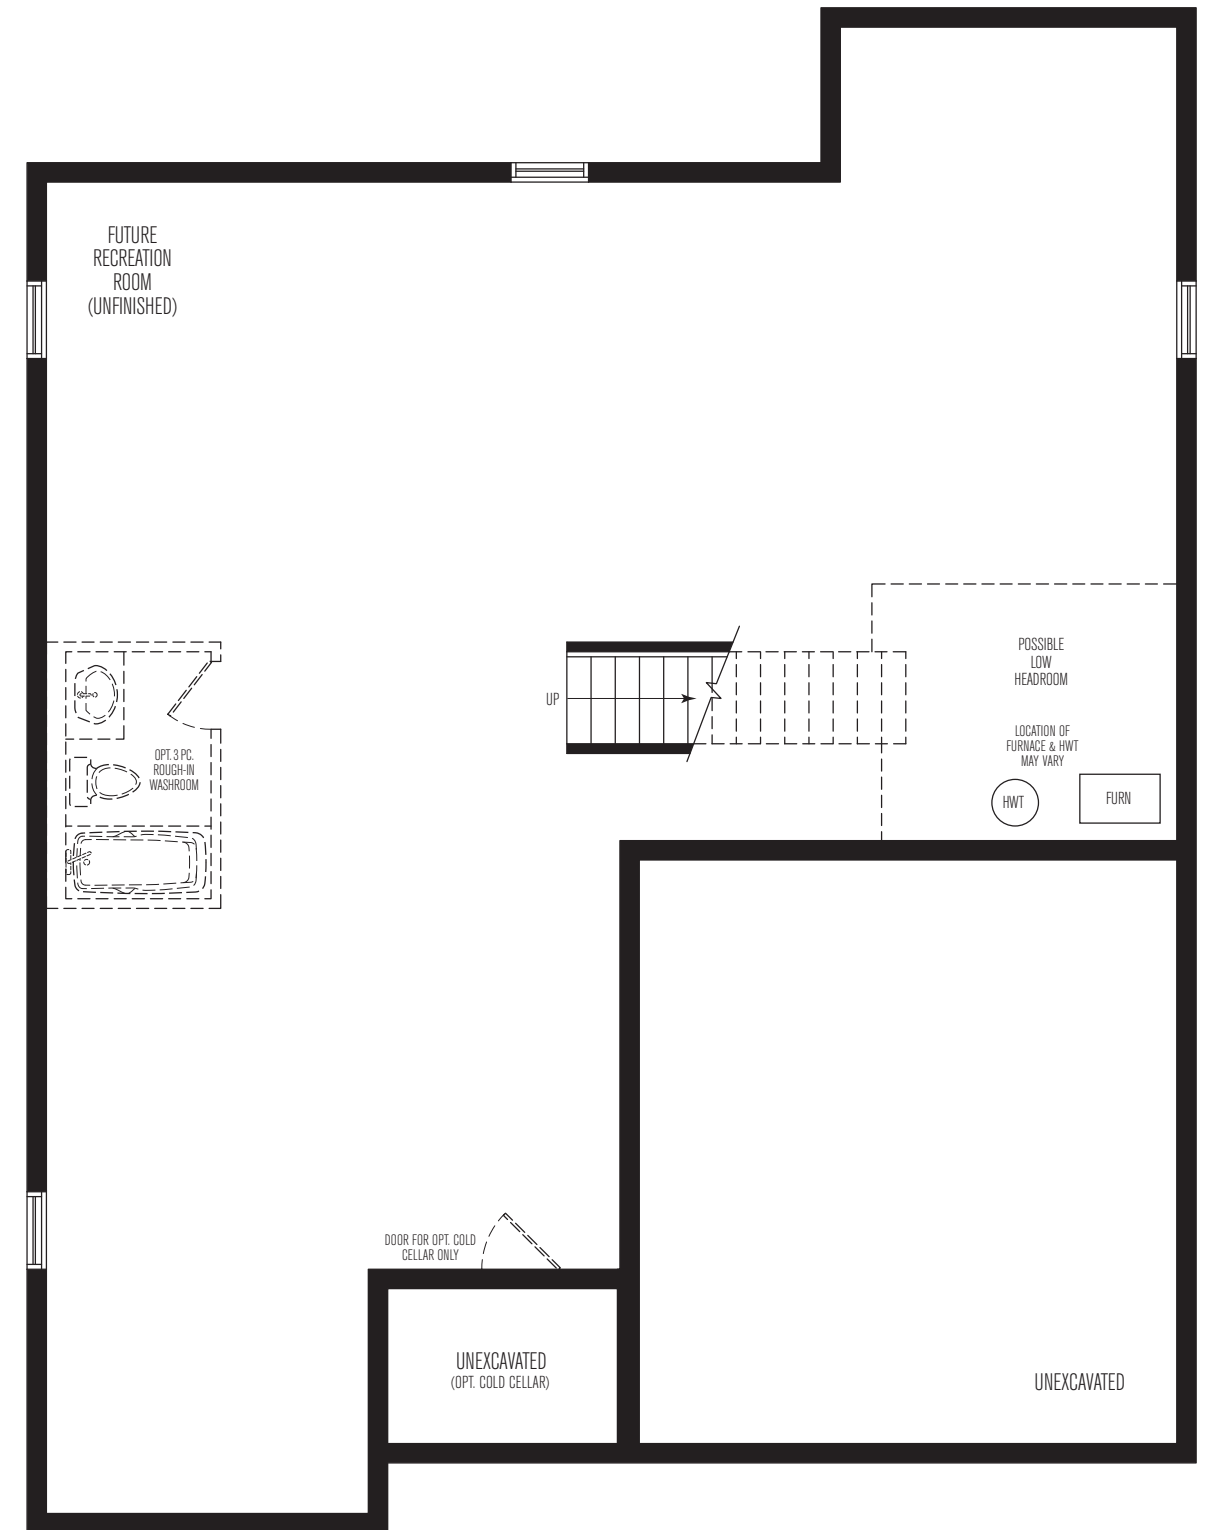 FUTURE
RECREATION
ROOM
(UNFINISHED)
POSSIBLE
LOW
HEADROOM
UP
LOCATION OF
FURNACE & HWT
MAY VARY
OPT. 3 PC.
ROUGH-IN
WASHROOM
HWT
FURN
DOOR FOR OPT. COLD
CELLAR ONLY
UNEXCAVATED
(OPT. COLD CELLAR)
UNEXCAVATED